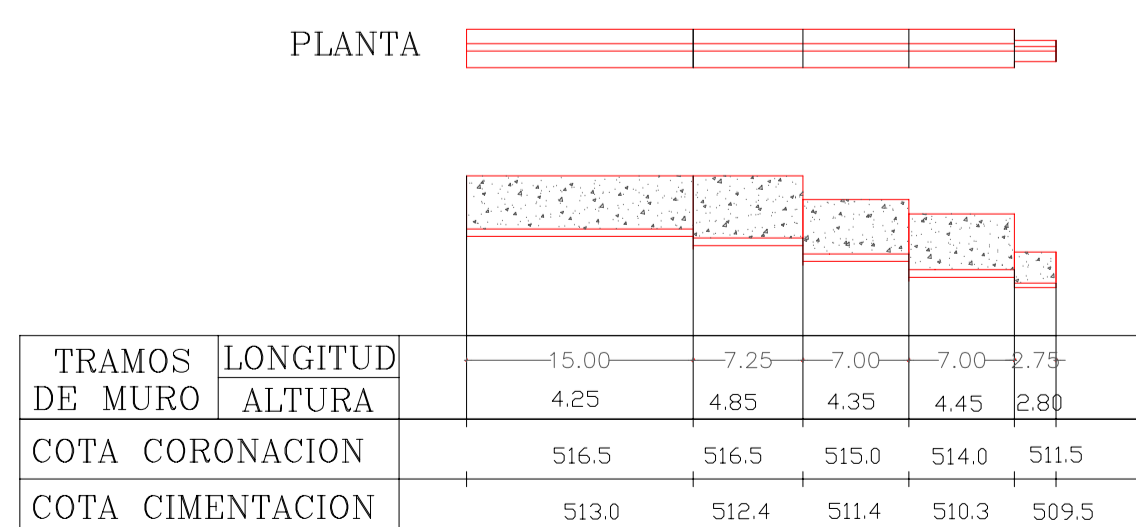 PLANTA
TRAMOS DE MURO
LONGITUD 15.00 7.25 7.00 7.00 2.75
ALTURA 4.25 4.85 4.35 4.45 2.80
COTA CORONACION 516.5 516.5 515.0 514.0 511.5
COTA CIMENTACION 513.0 512.4 511.4 510.3 509.5